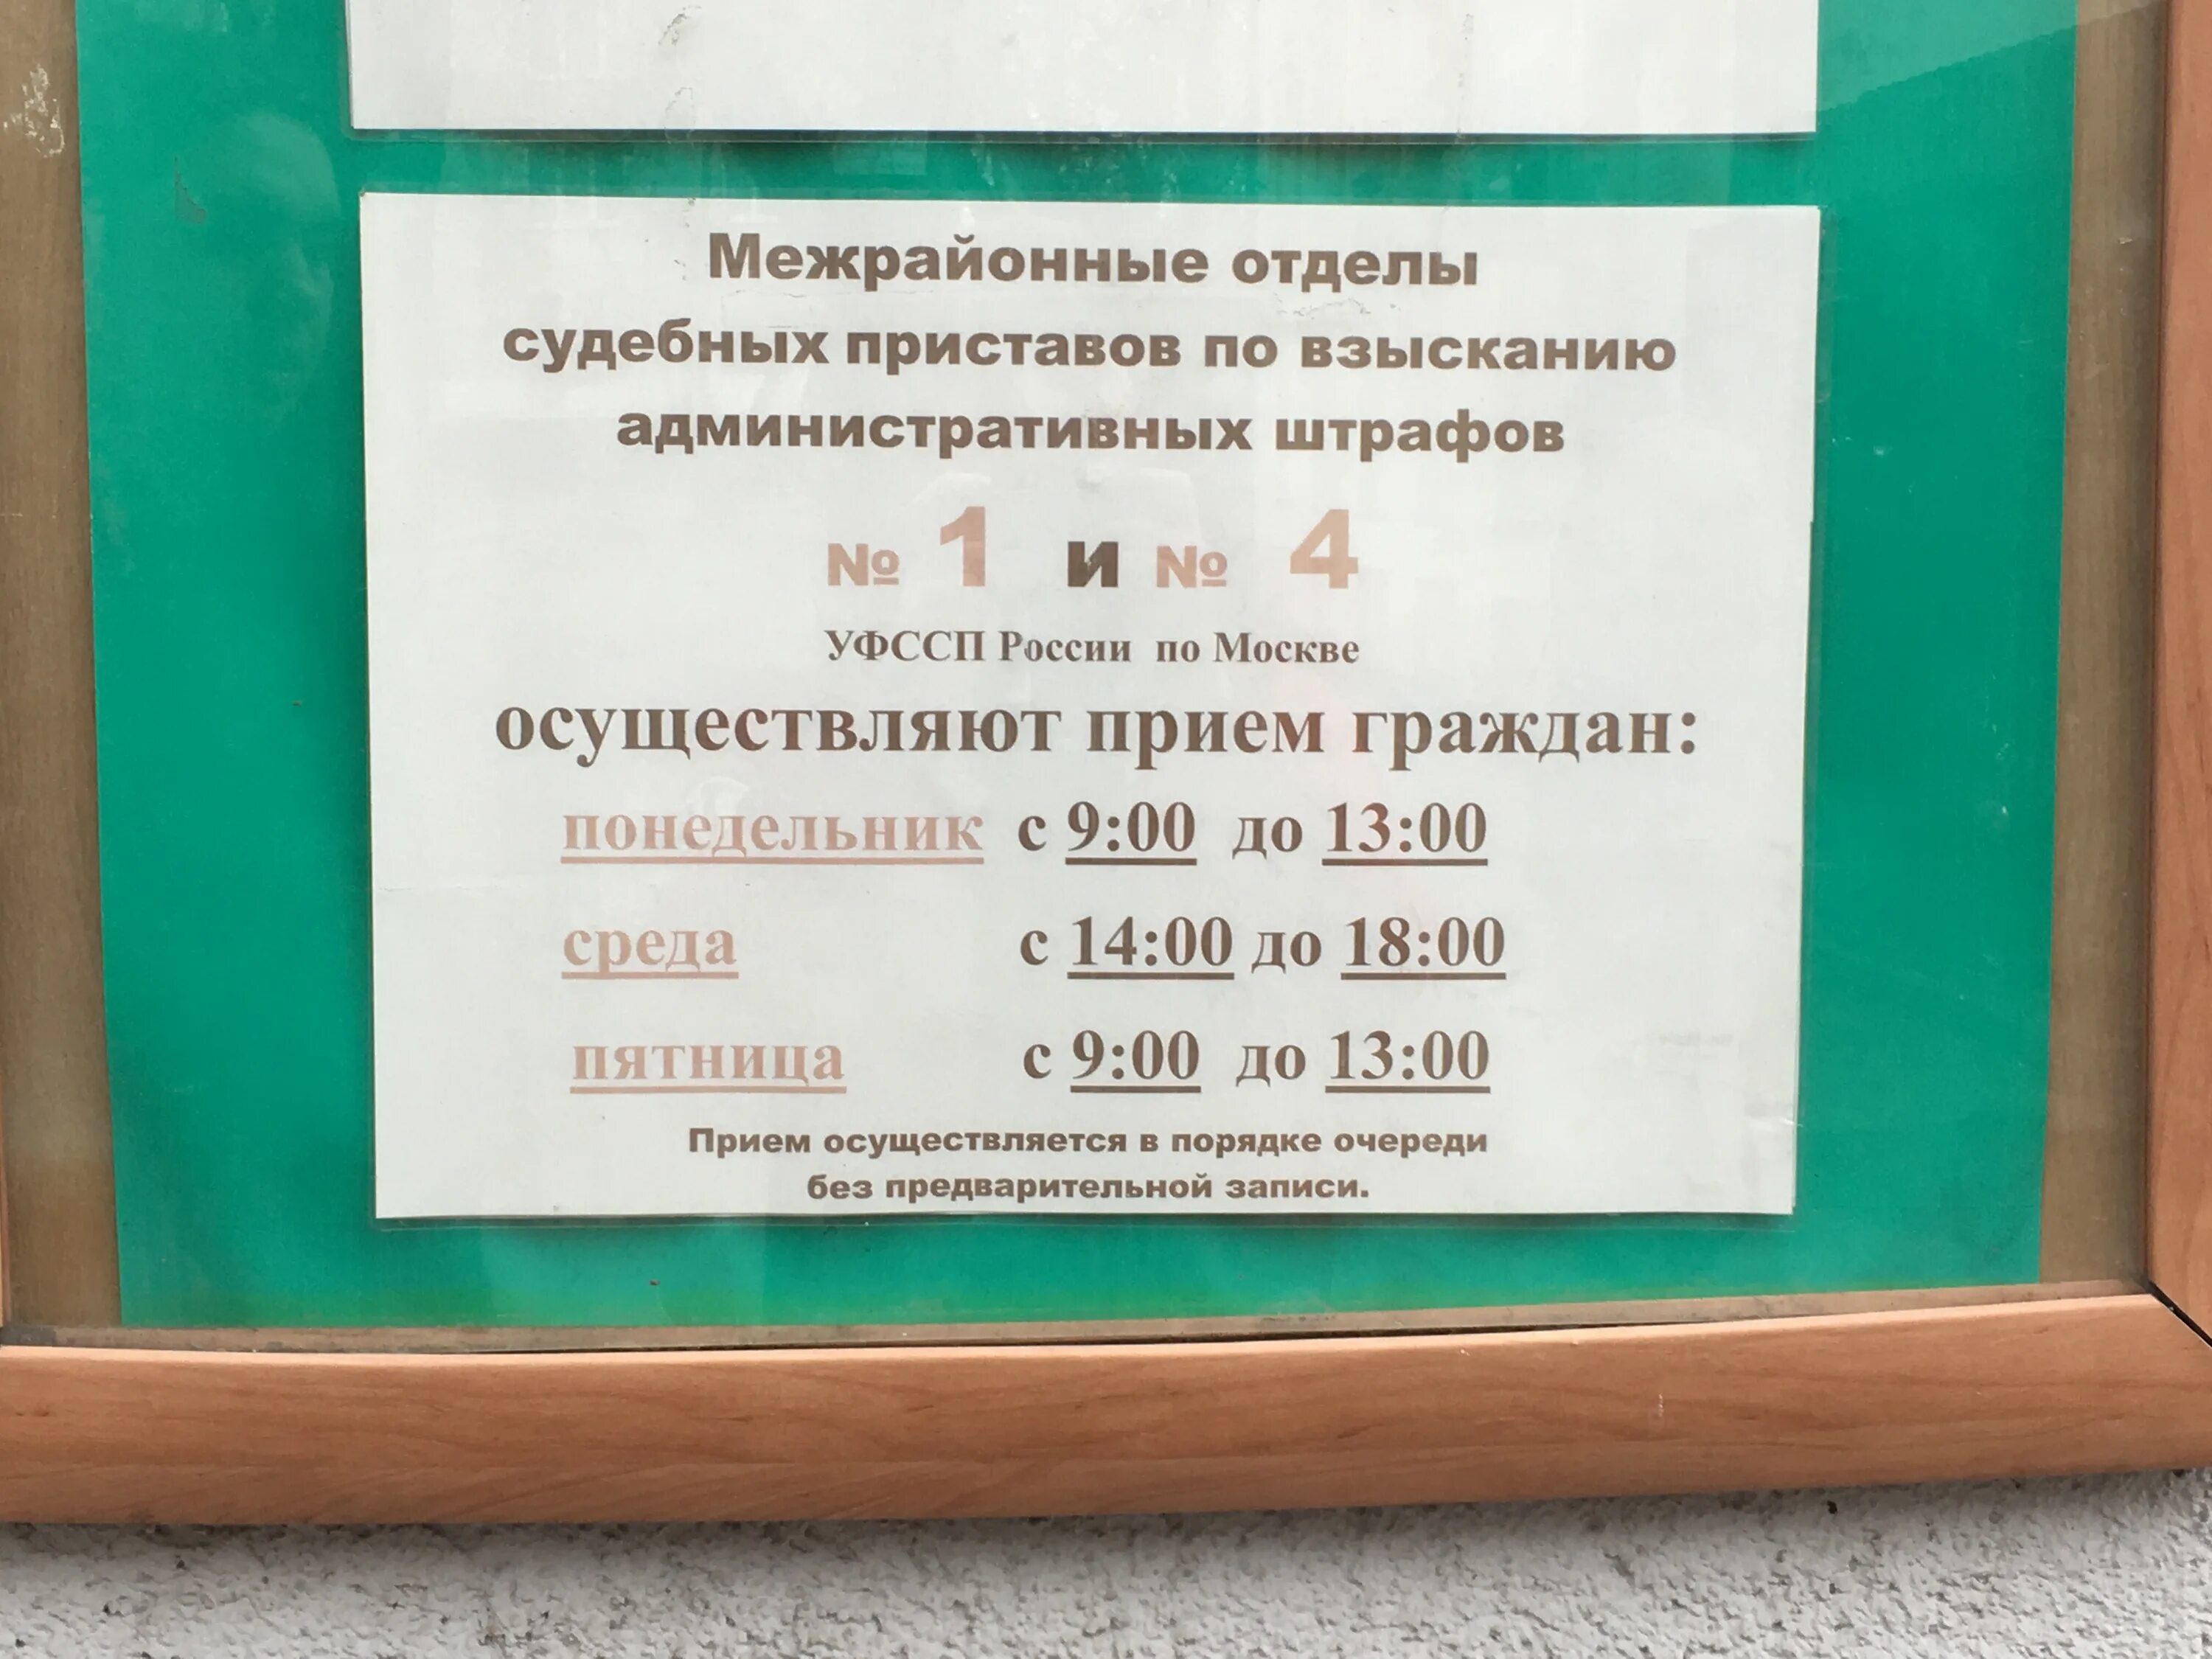 Межрайонные отделы
судебных приставов по взысканию
административных штрафов
№ 1 и № 4
УФССП России по Москве
осуществляют прием граждан:
понедельник с 9:00 до 13:00
среда с 14:00 до 18:00
пятница с 9:00 до 13:00
Прием осуществляется в порядке очереди
без предварительной записи.